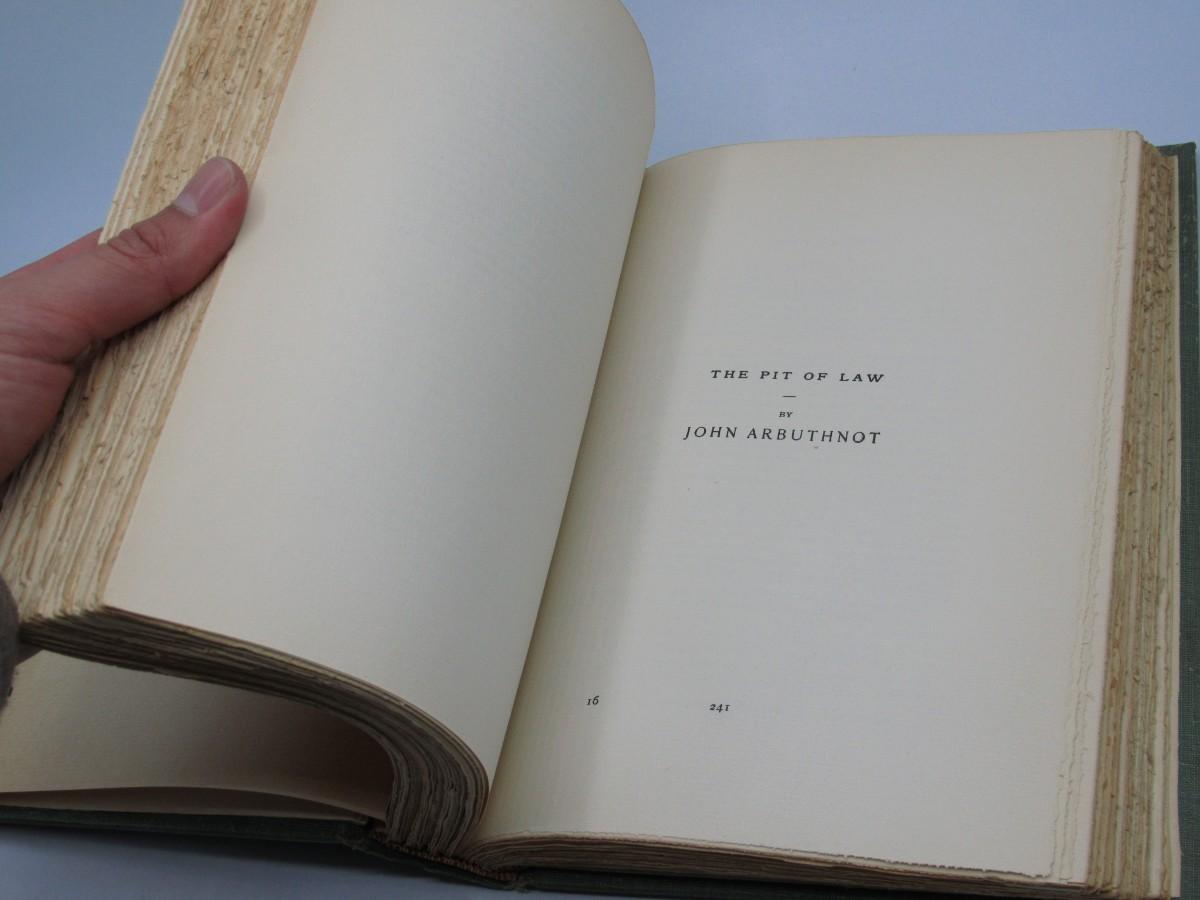 THE PIT OF LAW
BY
JOHN ARBUTHNOT
16 241